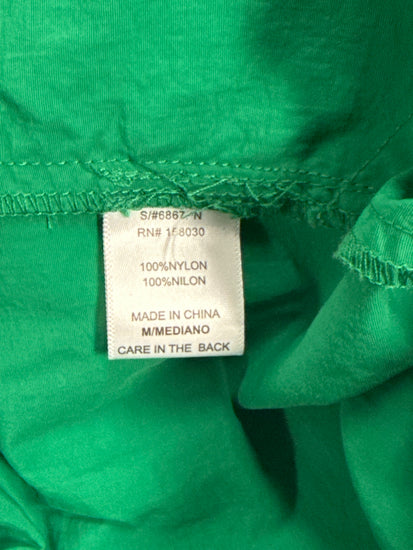 S/#6867 N
RN# 158030
100%NYLON
100%NILON
MADE IN CHINA
M/MEDIANO
CARE IN THE BACK